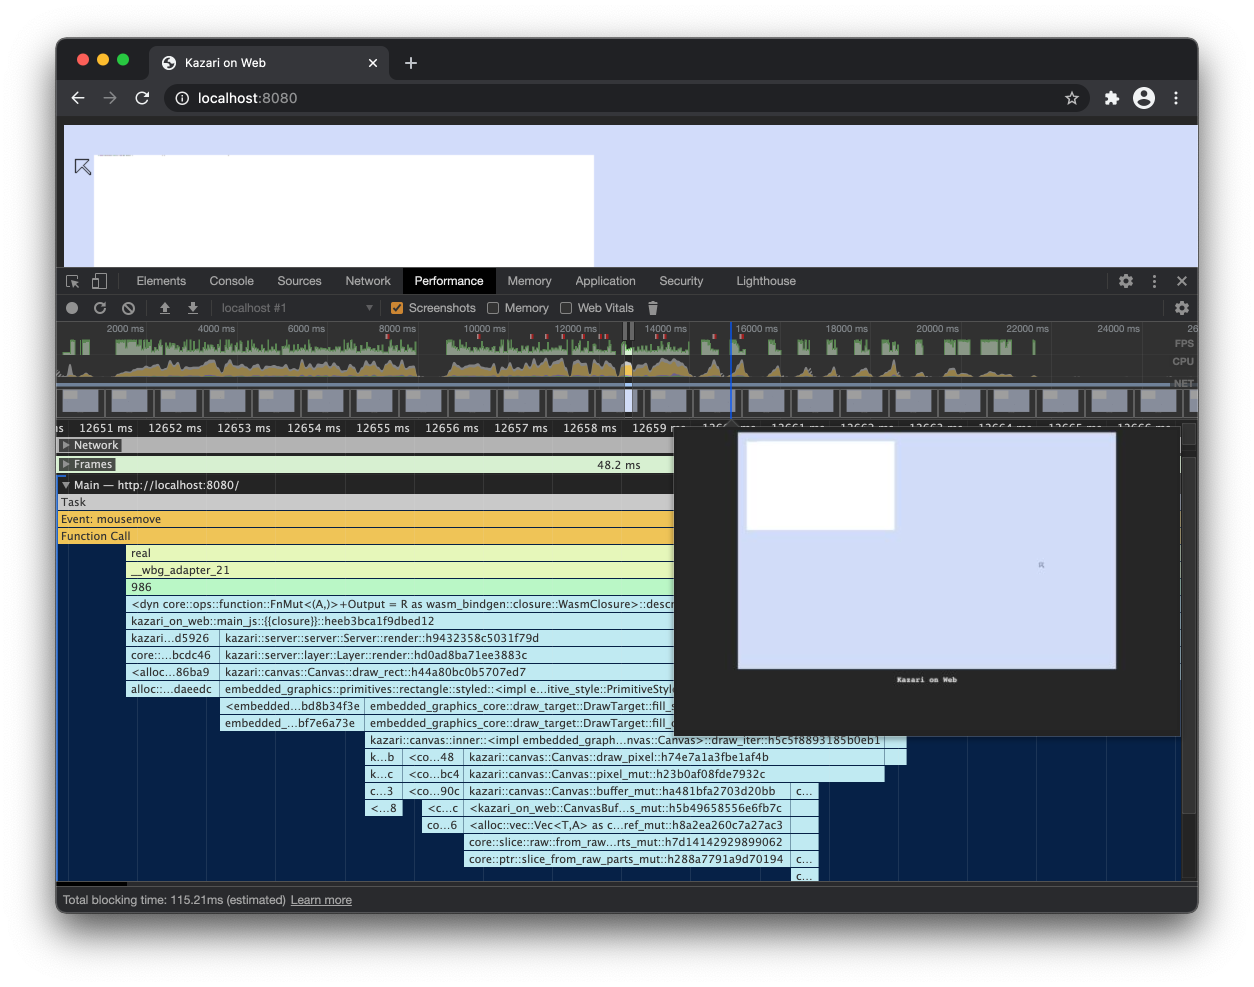 Kazari on Web
localhost:8080
Elements Console Sources Network Performance Memory Application Security Lighthouse
localhost #1 Screenshots Memory Web Vitals
2000 ms 4000 ms 6000 ms 8000 ms 10000 ms 12000 ms 14000 ms 16000 ms 18000 ms 20000 ms 22000 ms 24000 ms 26
FPS
CPU
NET
ns 12651 ms 12652 ms 12653 ms 12654 ms 12655 ms 12656 ms 12657 ms 12658 ms 12659 ms
Network
Frames 48.2 ms
Main — http://localhost:8080/
Task
Event: mousemove
Function Call
real
__wbg_adapter_21
986
<dyn core::ops::function::FnMut<(A,)>+Output = R as wasm_bindgen::closure::WasmClosure>::descr
kazari_on_web::main_js::{{closure}}::heeb3bca1f9dbed12
kazari...d5926 kazari::server::server::Server::render::h9432358c5031f79d
core::...bcdc46 kazari::server::layer::Layer::render::hd0ad8ba71ee3883c
<alloc...86ba9 kazari::canvas::Canvas::draw_rect::h44a80bc0b5707ed7
alloc::...daeedc embedded_graphics::primitives::rectangle::styled::<impl e...itive_style::PrimitiveStyle
<embedded...bd8b34f3e embedded_graphics_core::draw_target::DrawTarget::fill_s
embedded_...bf7e6a73e embedded_graphics_core::draw_target::DrawTarget::fill_c
kazari::canvas::inner::<impl embedded_graph...nvas::Canvas>::draw_iter::h5c5f8893185b0eb1
k...b <co...48 kazari::canvas::Canvas::draw_pixel::h74e7a1a3fbe1af4b
k...c <co...bc4 kazari::canvas::Canvas::pixel_mut::h23b0af08fde7932c
c...3 <co...90c kazari::canvas::Canvas::buffer_mut::ha481bfa2703d20bb c...
<...8 <c...c <kazari_on_web::CanvasBuf...s_mut::h5b49658556e6fb7c
co...6 <alloc::vec::Vec<T,A> as c...ref_mut::h8a2ea260c7a27ac3
core::slice::raw::from_raw...rts_mut::h7d14142929899062
core::ptr::slice_from_raw_parts_mut::h288a7791a9d70194 c...
c...
Kazari on Web
Total blocking time: 115.21ms (estimated) Learn more